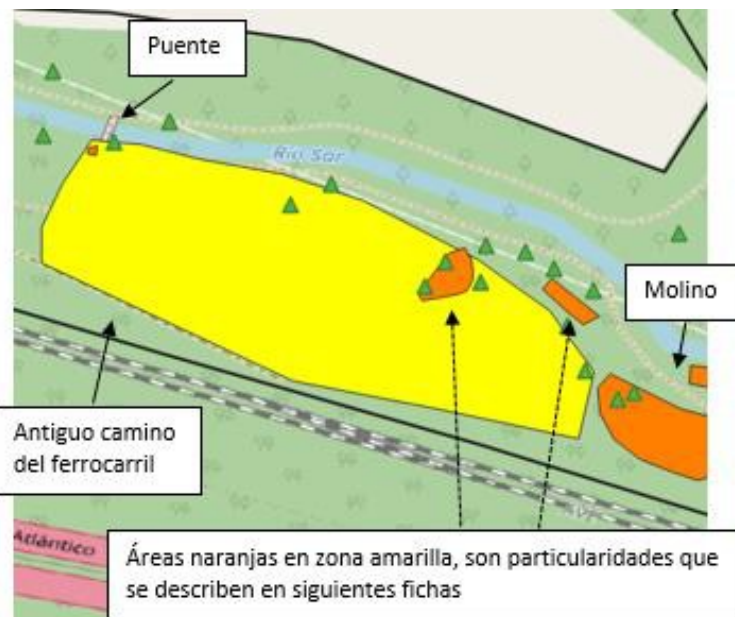 Puente
Río Sar
Molino
Antiguo camino
del ferrocarril
Atlántico
Áreas naranjas en zona amarilla, son particularidades que
se describen en siguientes fichas